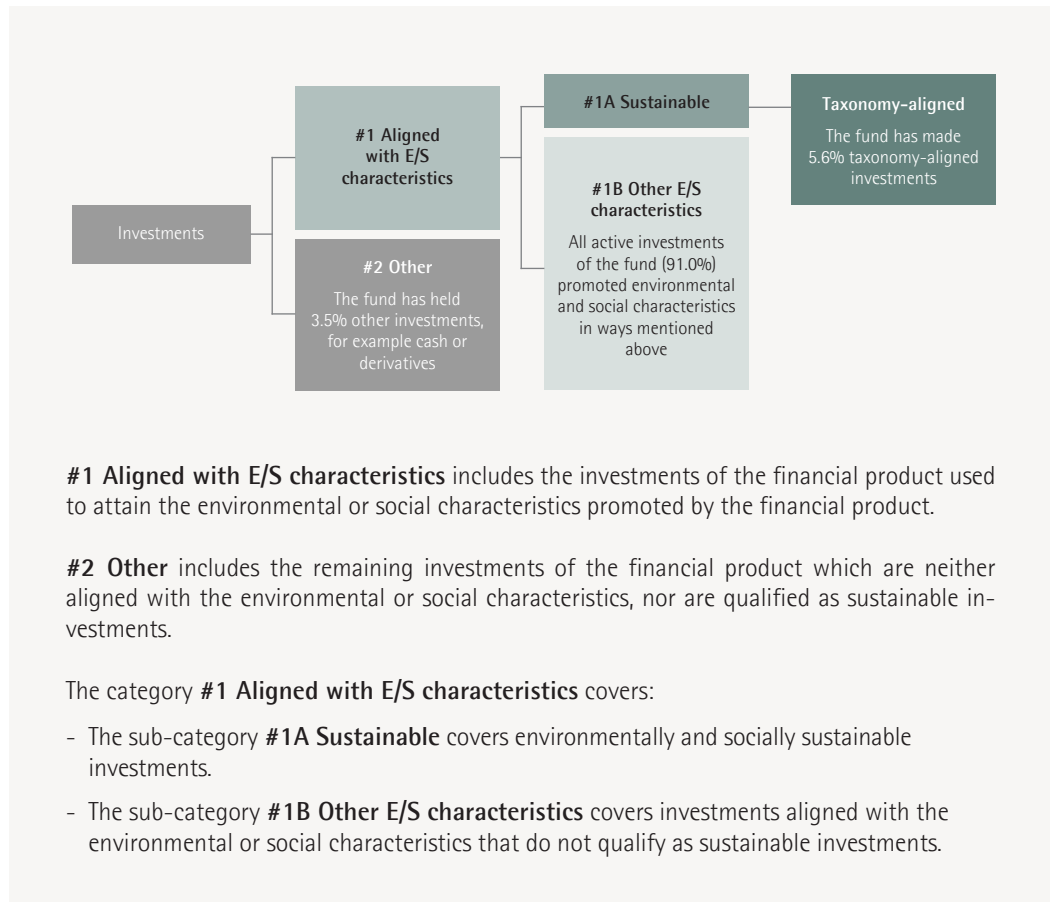 Investments
#1 Aligned
with E/S
characteristics
#2 Other
The fund has held
3.5% other investments,
for example cash or
derivatives
#1A Sustainable
#1B Other E/S
characteristics
All active investments
of the fund (91.0%)
promoted environmental
and social characteristics
in ways mentioned
above
Taxonomy-aligned
The fund has made
5.6% taxonomy-aligned
investments
#1 Aligned with E/S characteristics includes the investments of the financial product used
to attain the environmental or social characteristics promoted by the financial product.
#2 Other includes the remaining investments of the financial product which are neither
aligned with the environmental or social characteristics, nor are qualified as sustainable in-
vestments.
The category #1 Aligned with E/S characteristics covers:
- The sub-category #1A Sustainable covers environmentally and socially sustainable
investments.
- The sub-category #1B Other E/S characteristics covers investments aligned with the
environmental or social characteristics that do not qualify as sustainable investments.